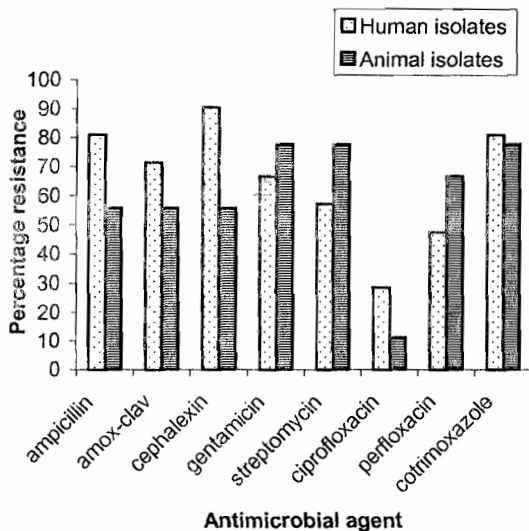 Human isolates
Animal isolates
100
90
80
70
60
50
40
30
20
10
0
Percentage resistance
ampicillin
amox-clav
cephalexin
gentamicin
streptomycin
ciprofloxacin
perfloxacin
cotrimoxazole
Antimicrobial agent